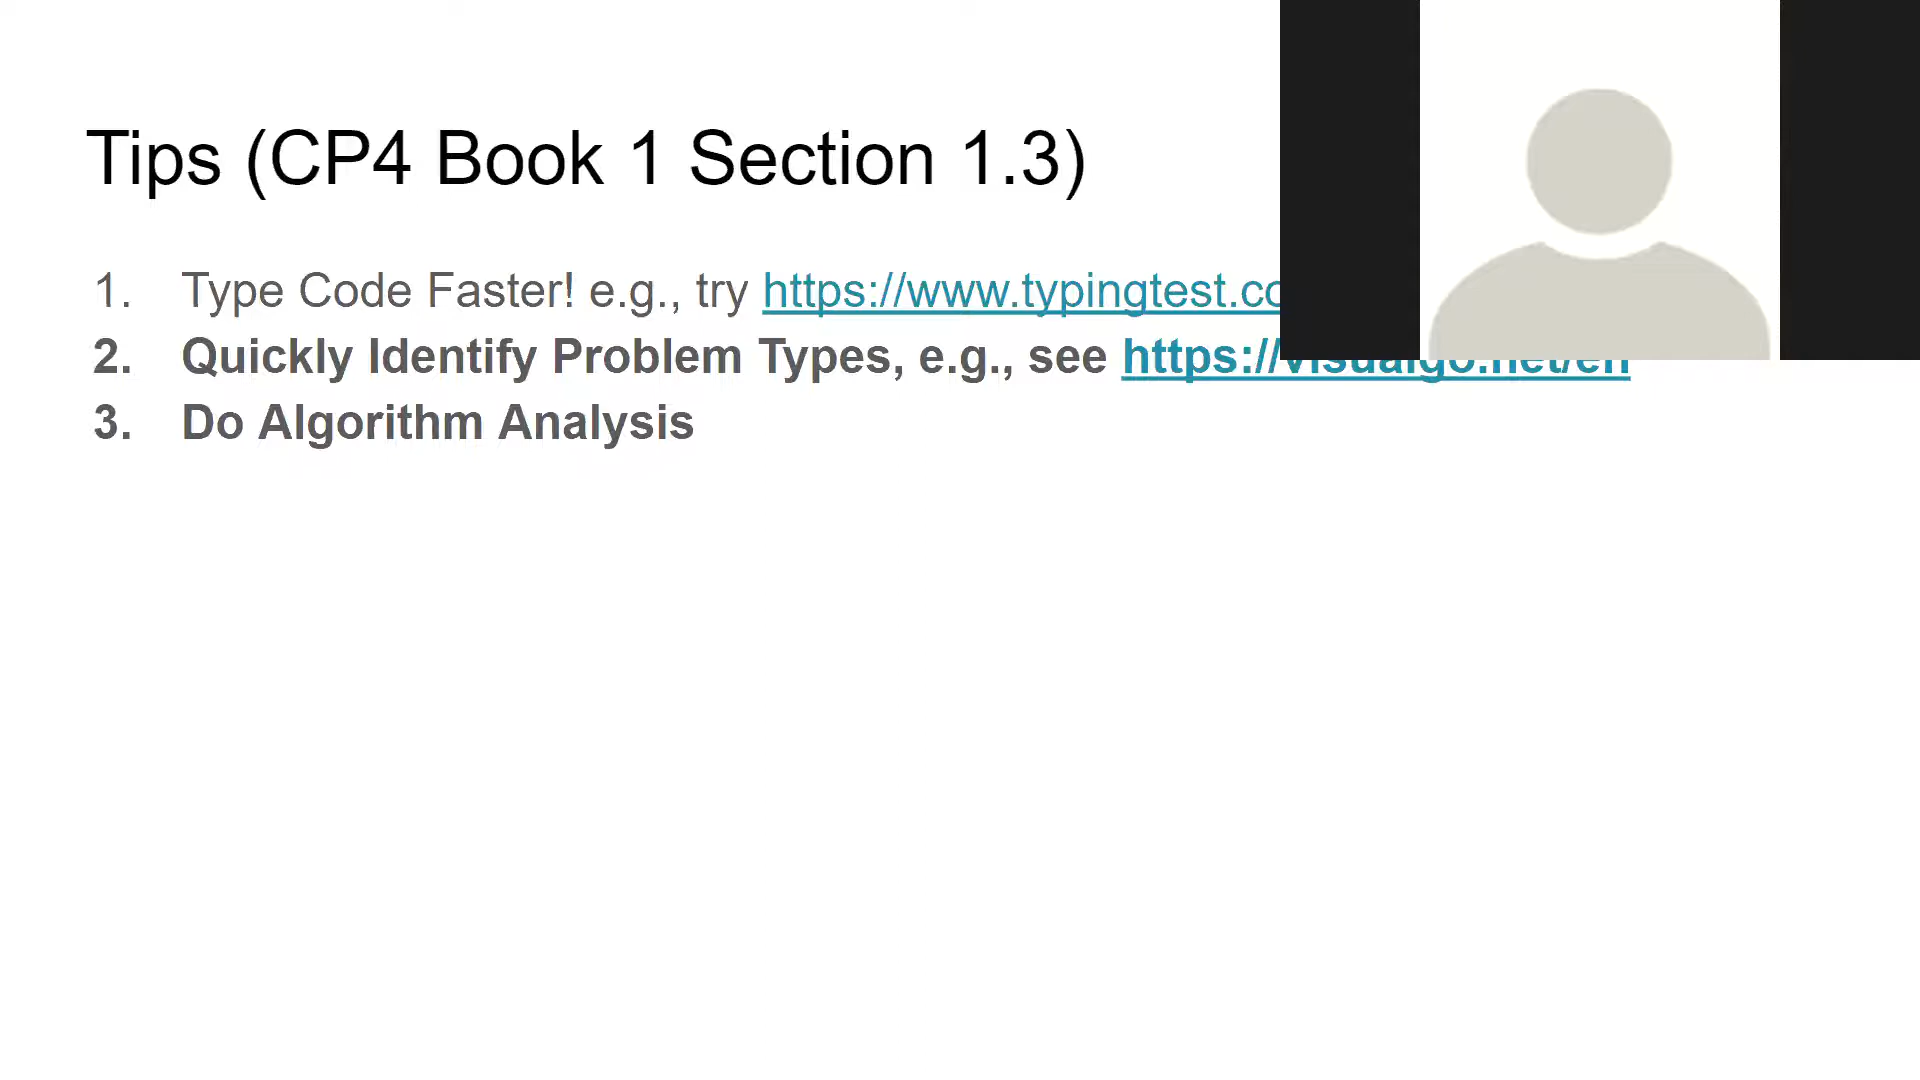 Tips (CP4 Book 1 Section 1.3)
1. Type Code Faster! e.g., try https://www.typingtest.co
2. Quickly Identify Problem Types, e.g., see https://visualgo.net/en
3. Do Algorithm Analysis